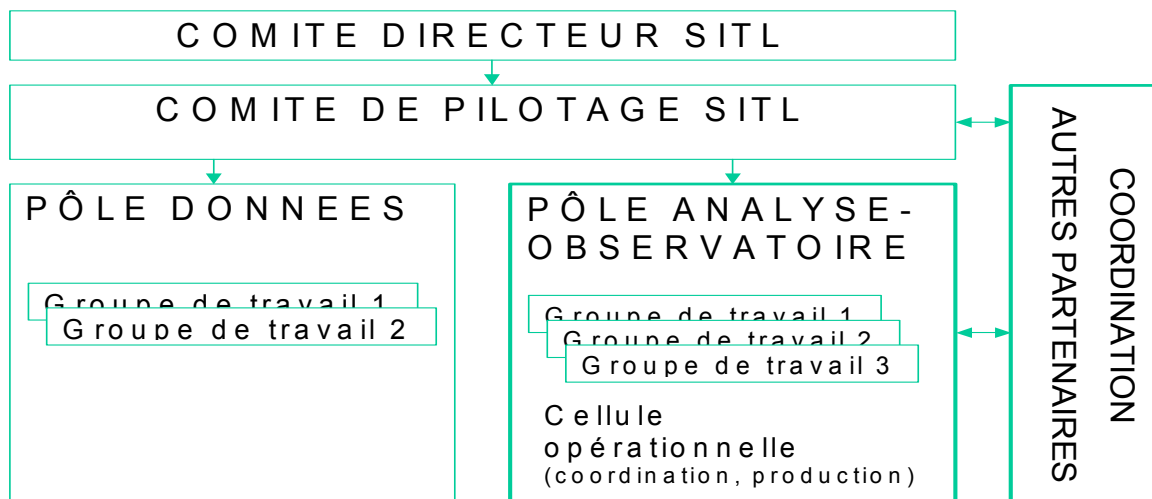 COMITE DIRECTEUR SITL
COMITE DE PILOTAGE SITL
PÔLE DONNEES
Groupe de travail 1
Groupe de travail 2
PÔLE ANALYSE-
OBSERVATOIRE
Groupe de travail 1
Groupe de travail 2
Groupe de travail 3
Cellule
opérationnelle
(coordination, production)
COORDINATION
AUTRES PARTENAIRES